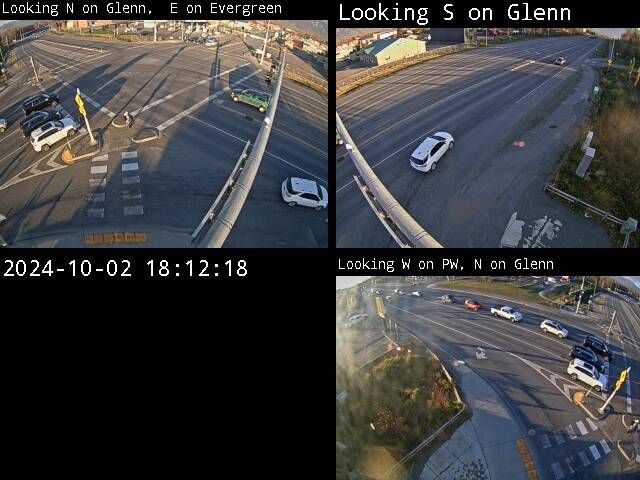 Looking N on Glenn,  E on Evergreen
Looking S on Glenn
2024-10-02 18:12:18
Looking W on PW, N on Glenn